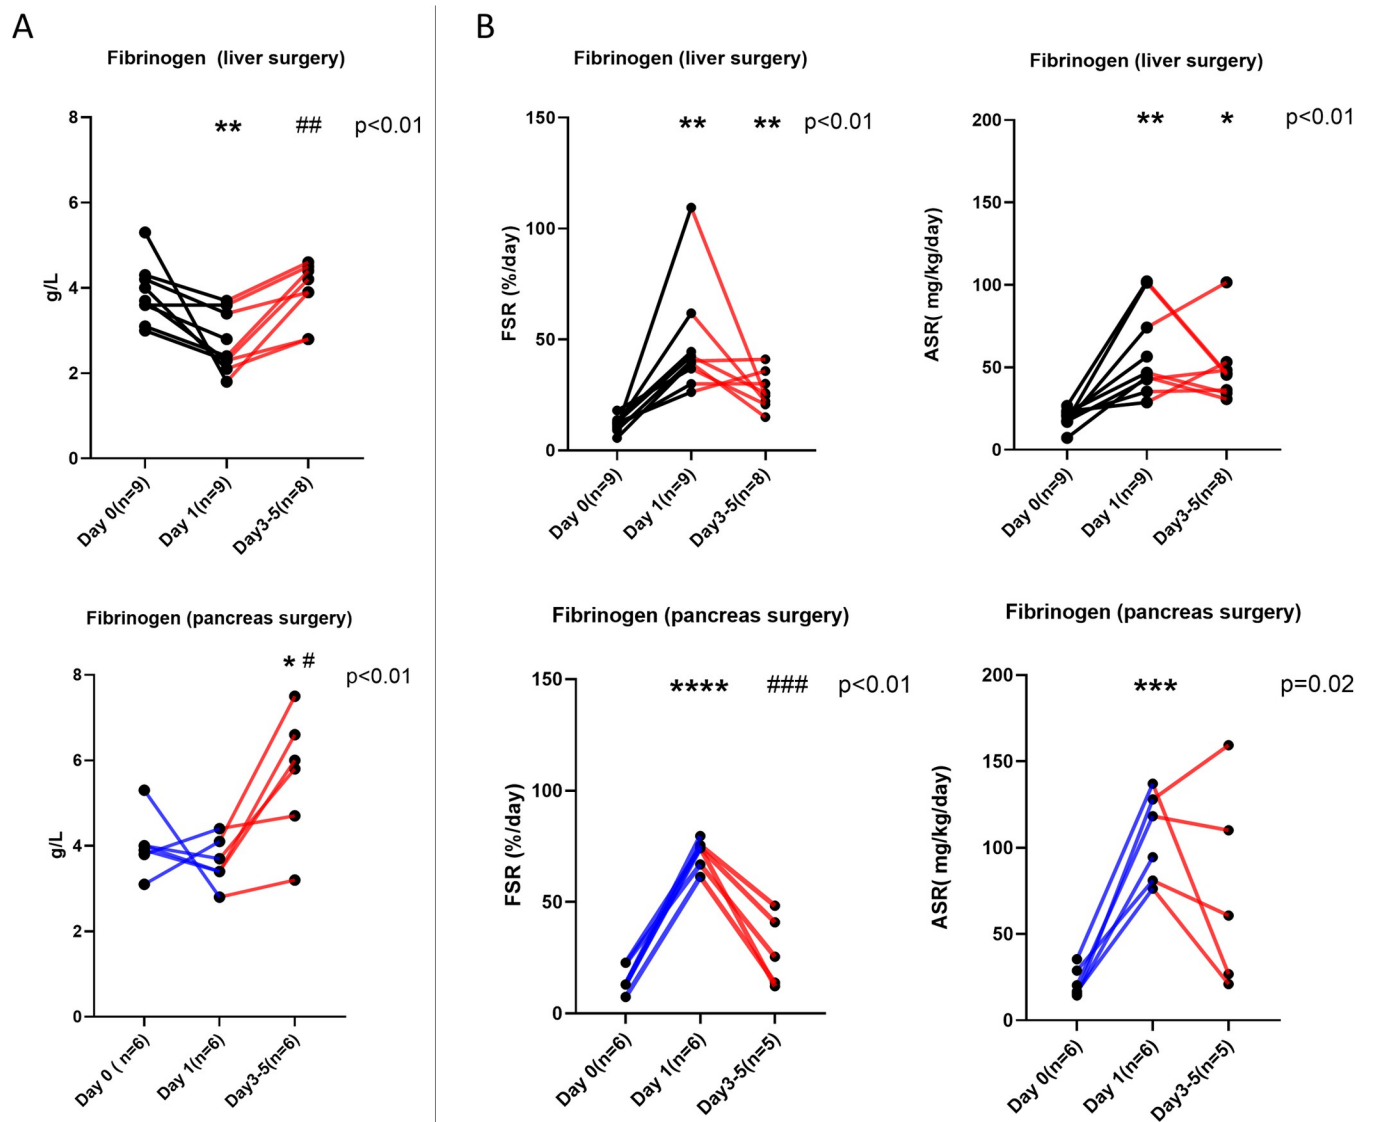 A
Fibrinogen (liver surgery)
8
6
4
2
0
g/L
** ## p<0.01
Day 0(n=9)
Day 1(n=9)
Day3-5(n=8)
Fibrinogen (pancreas surgery)
8
6
4
2
0
g/L
* # p<0.01
Day 0 ( n=6)
Day 1(n=6)
Day3-5(n=6)
B
Fibrinogen (liver surgery)
150
100
50
0
FSR (%/day)
** ** p<0.01
Day 0(n=9)
Day 1(n=9)
Day3-5(n=8)
Fibrinogen (liver surgery)
200
150
100
50
0
ASR( mg/kg/day)
** * p<0.01
Day 0(n=9)
Day 1(n=9)
Day3-5(n=8)
Fibrinogen (pancreas surgery)
150
100
50
0
FSR (%/day)
**** ### p<0.01
Day 0(n=6)
Day 1(n=6)
Day3-5(n=5)
Fibrinogen (pancreas surgery)
200
150
100
50
0
ASR( mg/kg/day)
*** p=0.02
Day 0(n=6)
Day 1(n=6)
Day3-5(n=5)